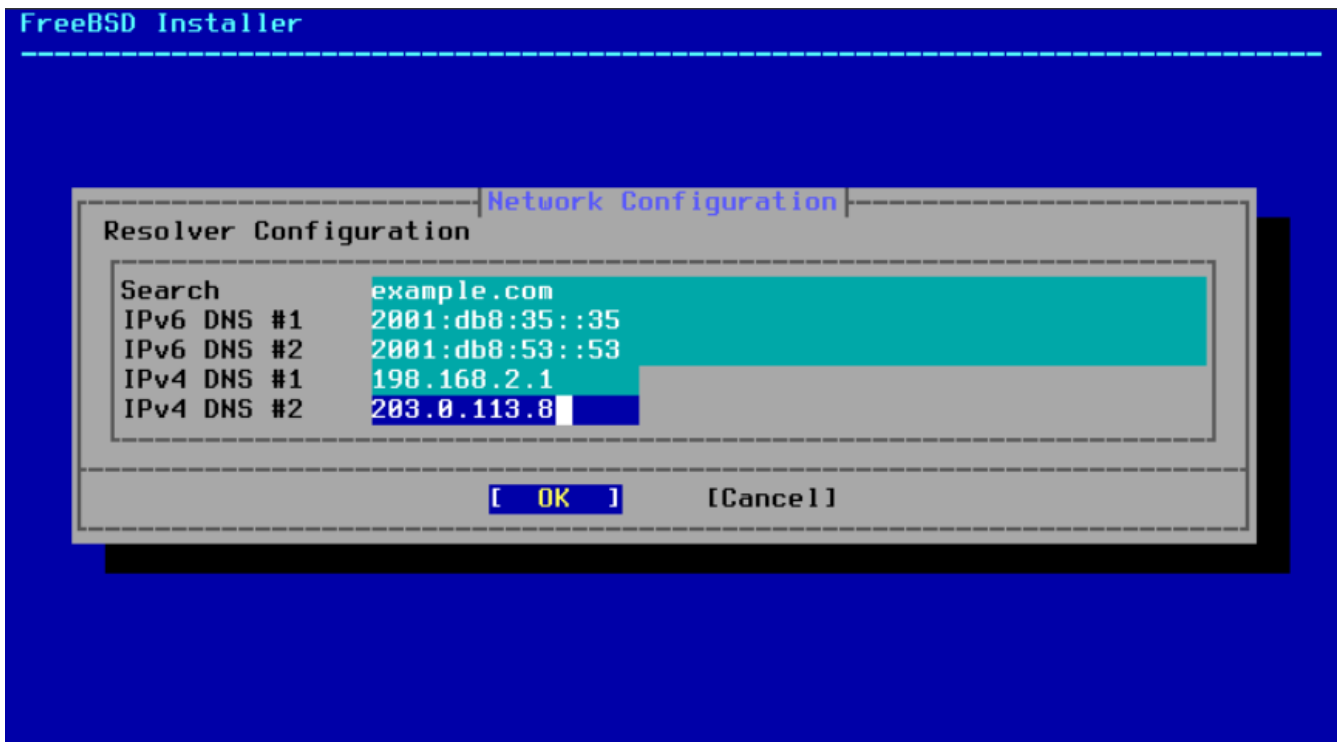 FreeBSD Installer
Network Configuration
Resolver Configuration
Search example.com
IPv6 DNS #1 2001:db8:35::35
IPv6 DNS #2 2001:db8:53::53
IPv4 DNS #1 198.168.2.1
IPv4 DNS #2 203.0.113.8
[ OK ] [Cancel]